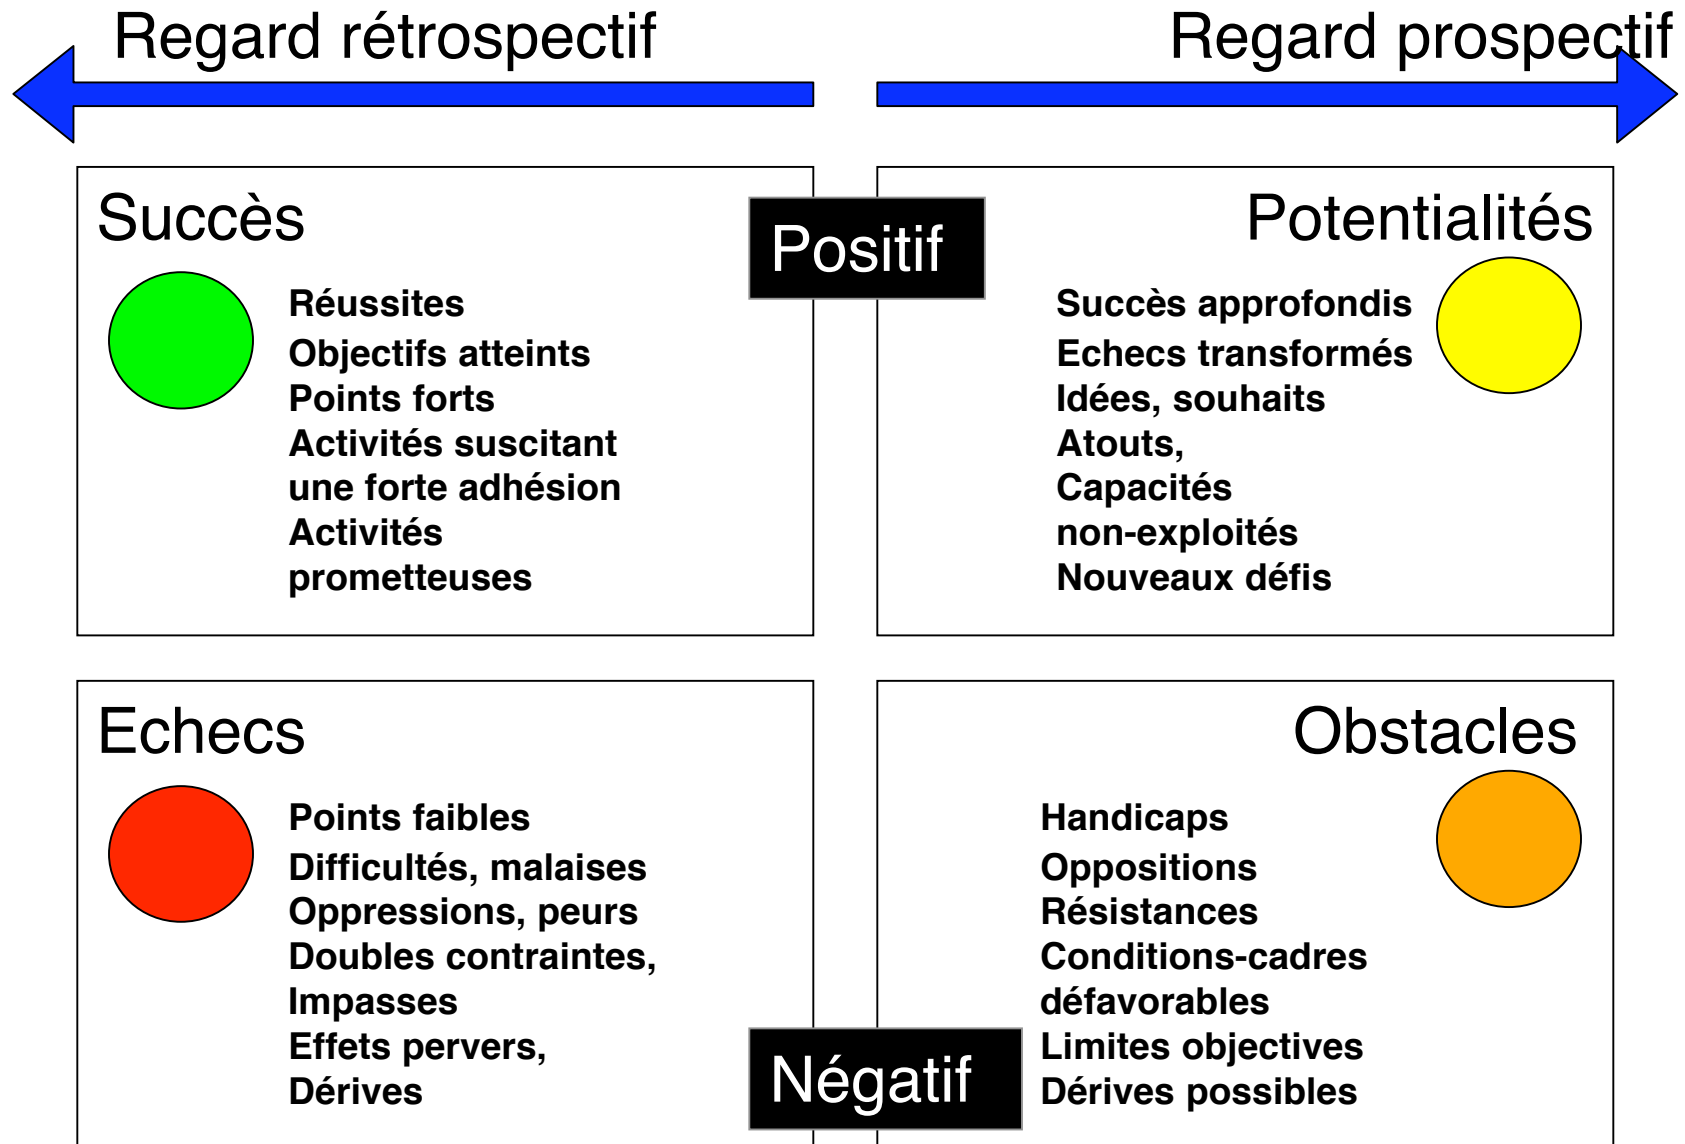 Regard rétrospectif
Regard prospectif
Positif
Succès
Réussites
Objectifs atteints
Points forts
Activités suscitant
une forte adhésion
Activités
prometteuses
Potentialités
Succès approfondis
Echecs transformés
Idées, souhaits
Atouts,
Capacités
non-exploités
Nouveaux défis
Echecs
Points faibles
Difficultés, malaises
Oppressions, peurs
Doubles contraintes,
Impasses
Effets pervers,
Dérives
Obstacles
Handicaps
Oppositions
Résistances
Conditions-cadres
défavorables
Limites objectives
Dérives possibles
Négatif